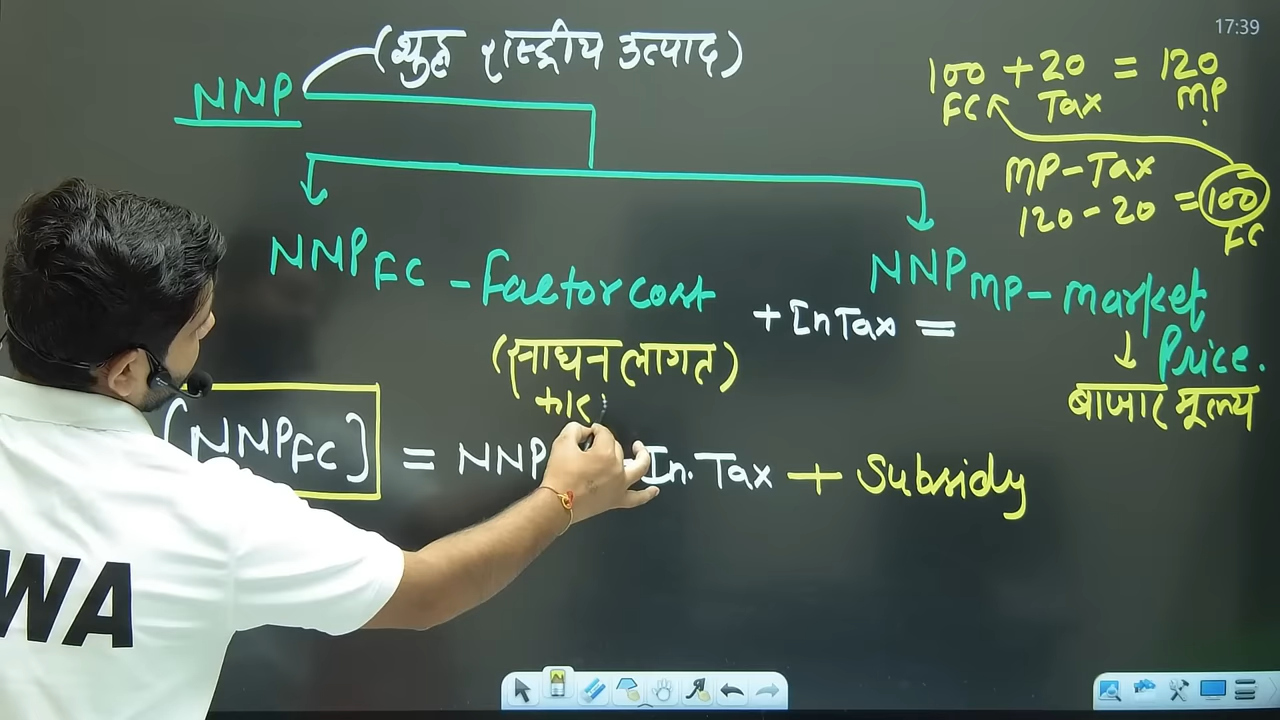 17:39
(शुद्ध रास्ट्रीय उत्पाद)
NNP
100 + 20 = 120
FC Tax MP
MP-Tax
120 - 20 = 100
FC
NNPFC - factor cost
NNPMP - market
Price.
+ In Tax =
(साधन लागत)
बाजार मूल्य
[NNPFC] = NNP In. Tax + Subsidy
WA